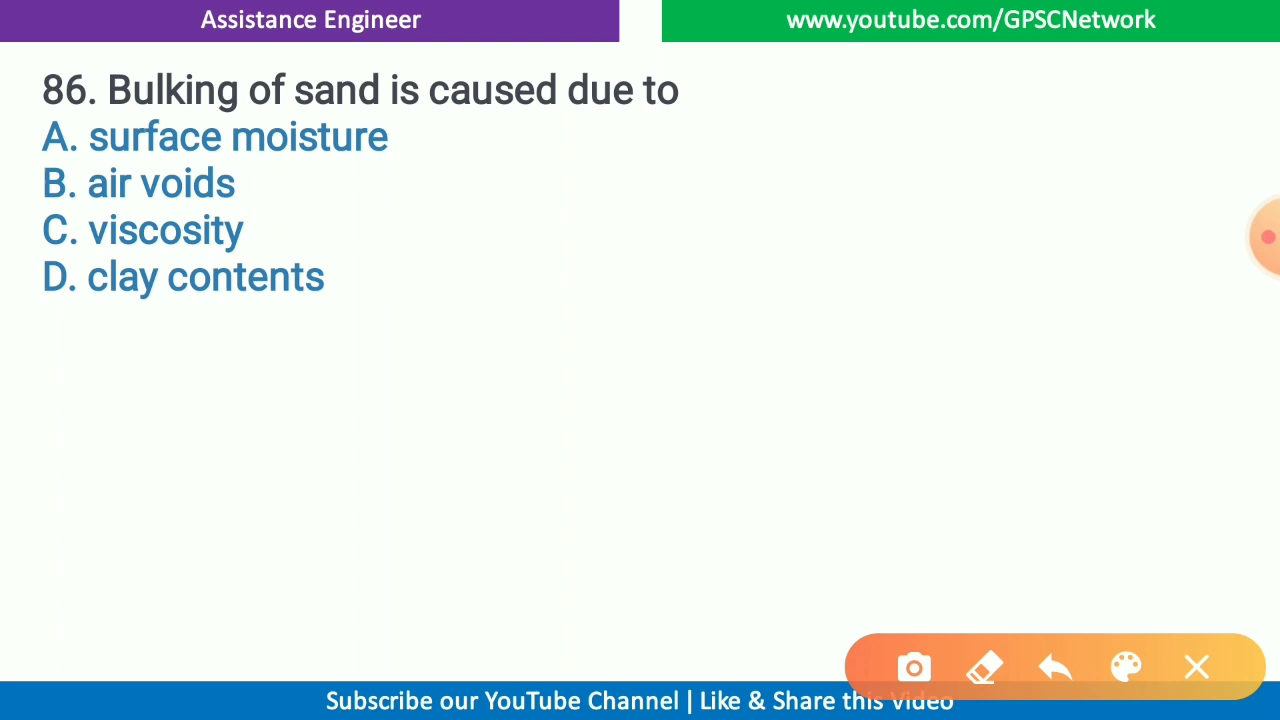 Assistance Engineer
www.youtube.com/GPSCNetwork
86. Bulking of sand is caused due to
A. surface moisture
B. air voids
C. viscosity
D. clay contents
Subscribe our YouTube Channel | Like & Share this Video